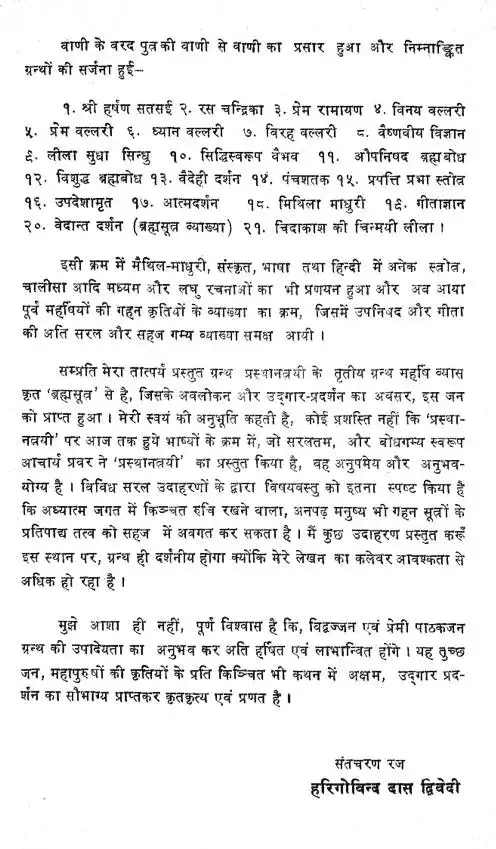 वाणी के वरद पुत्र की वाणी से वाणी का प्रसार हुआ और निम्नाङ्कित
ग्रन्थों की सर्जना हुई–
१. श्री हर्षण सतसई २. रस चन्द्रिका ३. प्रेम रामायण ४. विनय वल्लरी
५. प्रेम वल्लरी ६. ध्यान वल्लरी ७. विरह वल्लरी ८. वैष्णवीय विज्ञान
९. लीला सुधा सिन्धु १०. सिद्धिस्वरूप वैभव ११. औपनिषद ब्रह्मबोध
१२. विशुद्ध ब्रह्मबोध १३. वैदेही दर्शन १४. पंचशतक १५. प्रपत्ति प्रभा स्तोत्र
१६. उपदेशामृत १७. आत्मदर्शन १८. मिथिला माधुरी १९. गीताज्ञान
२०. वेदान्त दर्शन (ब्रह्मसूत्र व्याख्या) २१. चिदाकाश की चिन्मयी लीला ।
इसी क्रम में मैथिल-माधुरी, संस्कृत, भाषा तथा हिन्दी में अनेक स्त्रोत्र,
चालीसा आदि मध्यम और लघु रचनाओं का भी प्रणयन हुआ और अब आया
पूर्व महर्षियों की गहन कृतियों के व्याख्या का क्रम, जिसमें उपनिषद और गीता
की अति सरल और सहज गम्य व्याख्या समक्ष आयी ।
सम्प्रति मेरा तात्पर्य प्रस्तुत ग्रन्थ प्रस्थानत्रयी के तृतीय ग्रन्थ महर्षि व्यास
कृत 'ब्रह्मसूत्र' से है, जिसके अवलोकन और उद्गार-प्रदर्शन का अवसर, इस जन
को प्राप्त हुआ । मेरी स्वयं की अनुभूति कहती है, कोई प्रशस्ति नहीं कि 'प्रस्था-
नत्रयी' पर आज तक हुये भाष्यों के क्रम में, जो सरलतम, और बोधगम्य स्वरूप
आचार्य प्रवर ने 'प्रस्थानत्रयी' का प्रस्तुत किया है, वह अनुपमेय और अनुभव-
योग्य है । विविध सरल उदाहरणों के द्वारा विषयवस्तु को इतना स्पष्ट किया है
कि अध्यात्म जगत में किञ्चित रुचि रखने वाला, अनपढ़ मनुष्य भी गहन सूत्रों के
प्रतिपाद्य तत्व को सहज में अवगत कर सकता है । मैं कुछ उदाहरण प्रस्तुत करूँ
इस स्थान पर, ग्रन्थ ही दर्शनीय होगा क्योंकि मेरे लेखन का कलेवर आवश्कता से
अधिक हो रहा है ।
मुझे आशा ही नहीं, पूर्ण विश्वास है कि, विद्वज्जन एवं प्रेमी पाठकजन
ग्रन्थ की उपादेयता का अनुभव कर अति हर्षित एवं लाभान्वित होंगे । यह तुच्छ
जन, महापुरुषों की कृतियों के प्रति किञ्चित भी कथन में अक्षम, उद्गार प्रद-
र्शन का सौभाग्य प्राप्तकर कृतकृत्य एवं प्रणत है ।
संतचरण रज
हरिगोविन्द दास द्विवेदी